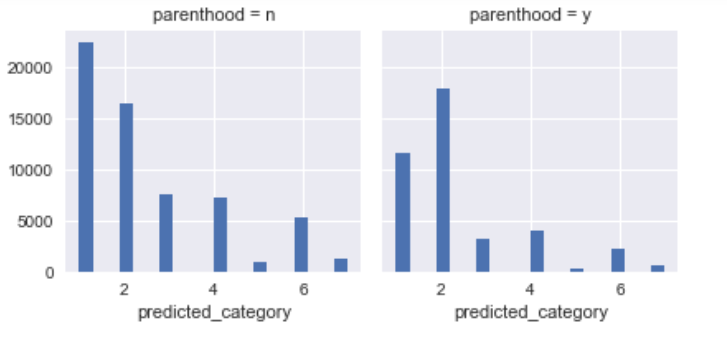 parenthood = n
parenthood = y
20000
15000
10000
5000
0
2 4 6
2 4 6
predicted_category
predicted_category